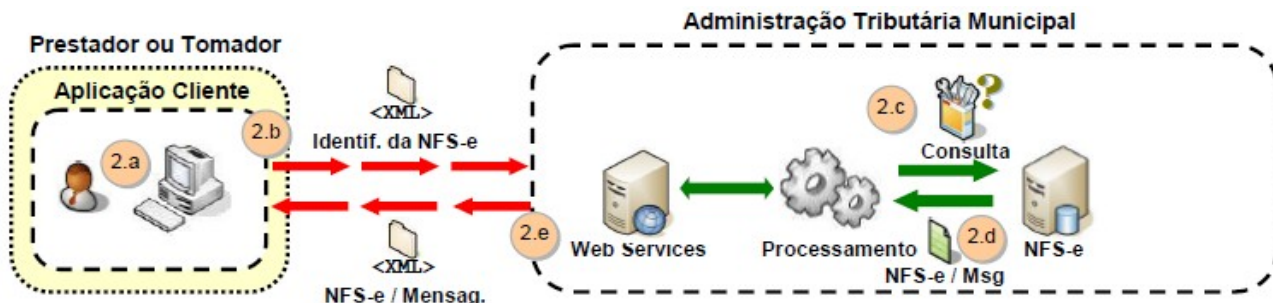 Administração Tributária Municipal
Prestador ou Tomador
Aplicação Cliente
2.a
2.b
<XML>
Identif. da NFS-e
2.c
Consulta
2.e
Web Services
Processamento
2.d
NFS-e
NFS-e / Msg
<XML>
NFS-e / Mensag.